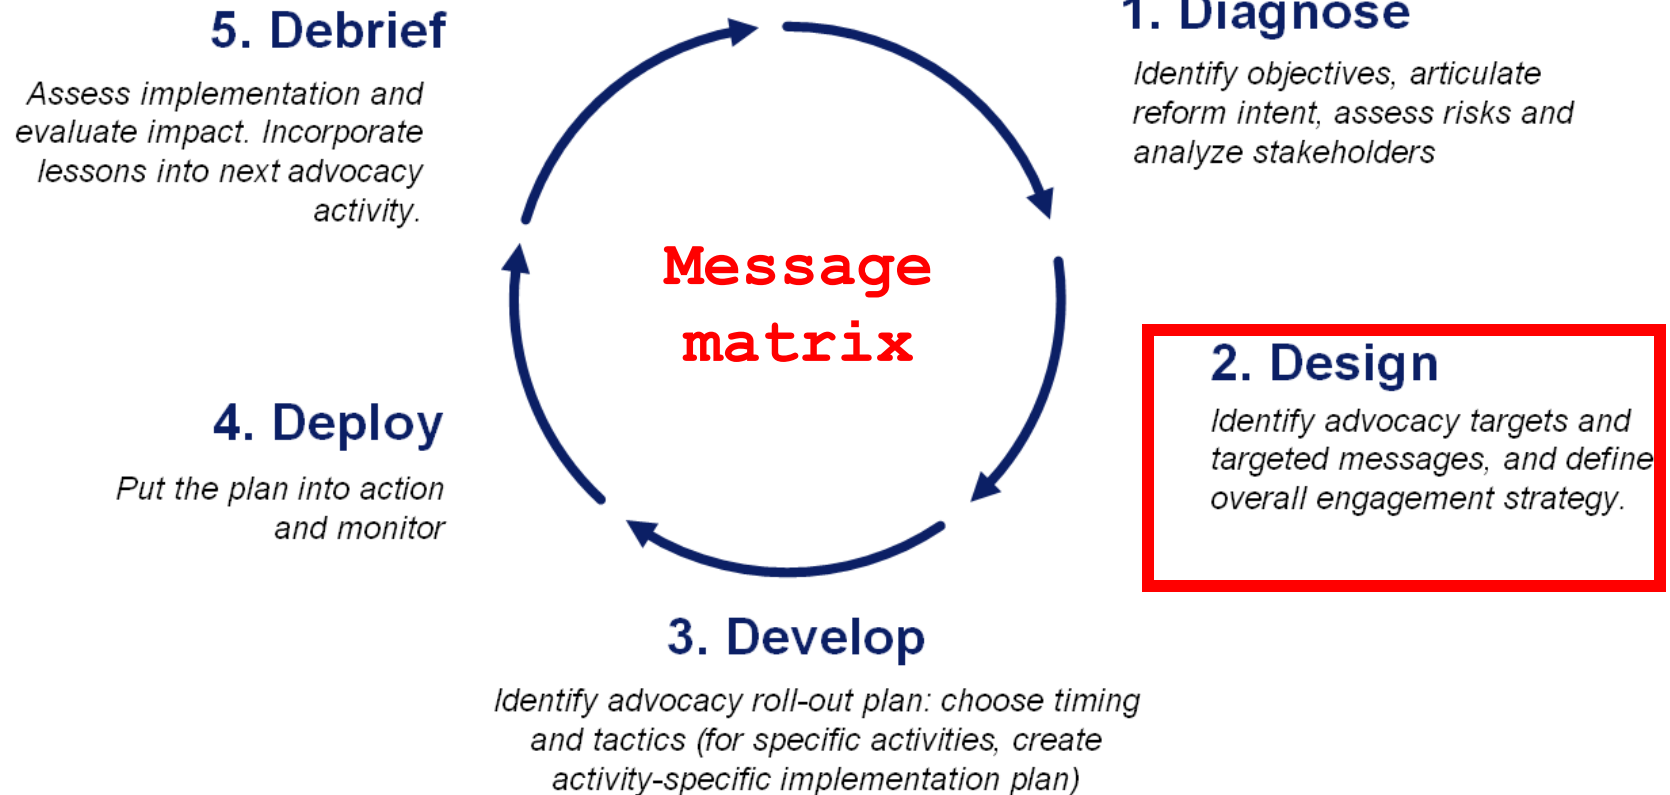 5. Debrief
Assess implementation and
evaluate impact. Incorporate
lessons into next advocacy
activity.
1. Diagnose
Identify objectives, articulate
reform intent, assess risks and
analyze stakeholders
Message
matrix
2. Design
Identify advocacy targets and
targeted messages, and define
overall engagement strategy.
4. Deploy
Put the plan into action
and monitor
3. Develop
Identify advocacy roll-out plan: choose timing
and tactics (for specific activities, create
activity-specific implementation plan)